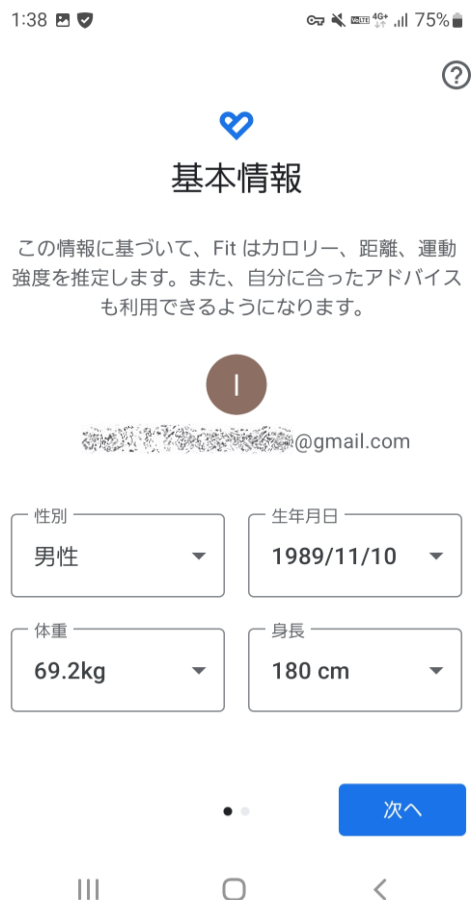 1:38
4G+
75%
基本情報
この情報に基づいて、Fit はカロリー、距離、運動
強度を推定します。また、自分に合ったアドバイス
も利用できるようになります。
I
@gmail.com
性別
男性
生年月日
1989/11/10
体重
69.2kg
身長
180 cm
次へ